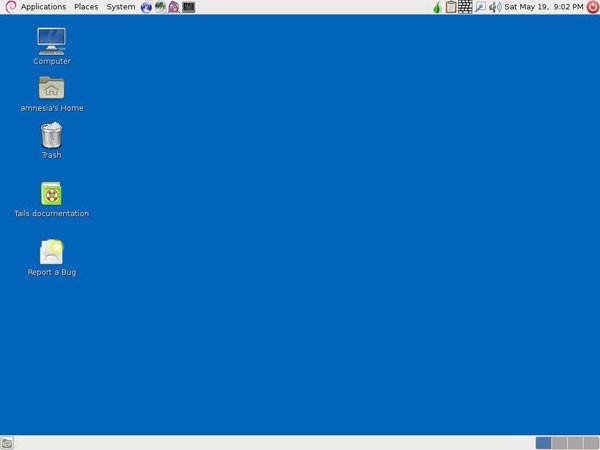 Applications Places System Sat May 19, 9:02 PM
Computer
amnesia's Home
Trash
Tails documentation
Report a Bug